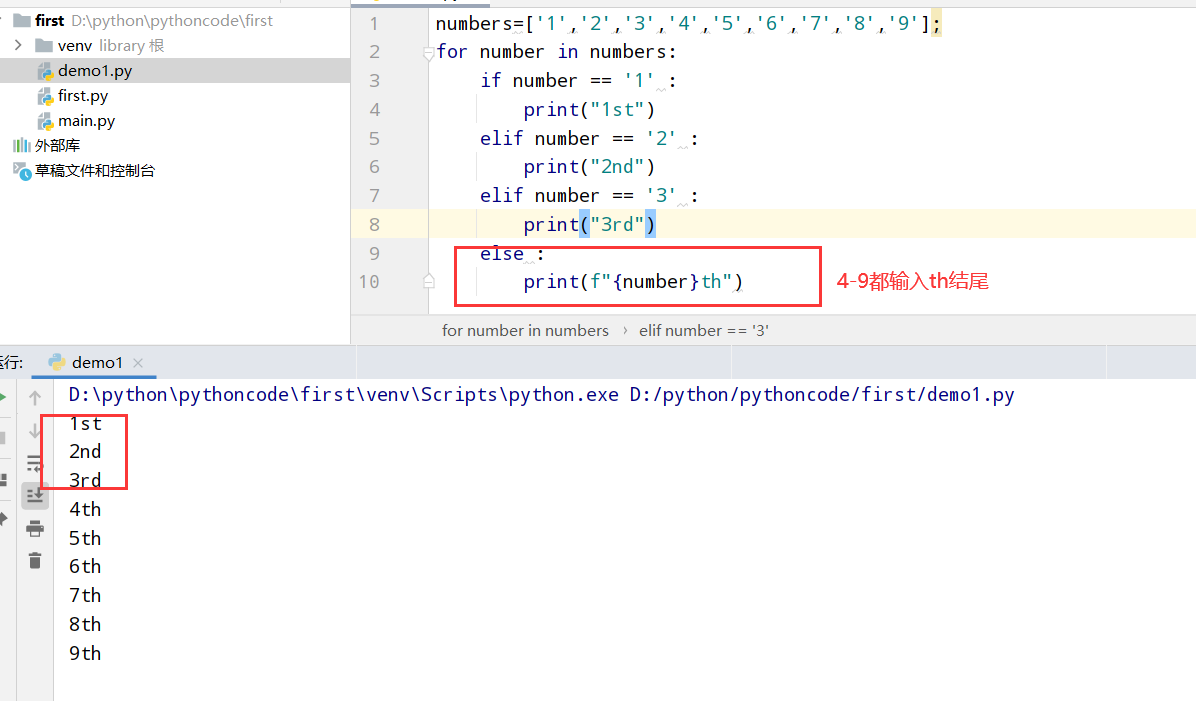 first D:\python\pythoncode\first
venv library 根
demo1.py
first.py
main.py
外部库
草稿文件和控制台
1 numbers=['1','2','3','4','5','6','7','8','9'];
2 for number in numbers:
3 if number == '1' :
4 print("1st")
5 elif number == '2' :
6 print("2nd")
7 elif number == '3' :
8 print("3rd")
9 else :
10 print(f"{number}th")
4-9都输入th结尾
for number in numbers › elif number == '3'
运行: demo1
D:\python\pythoncode\first\venv\Scripts\python.exe D:/python/pythoncode/first/demo1.py
1st
2nd
3rd
4th
5th
6th
7th
8th
9th